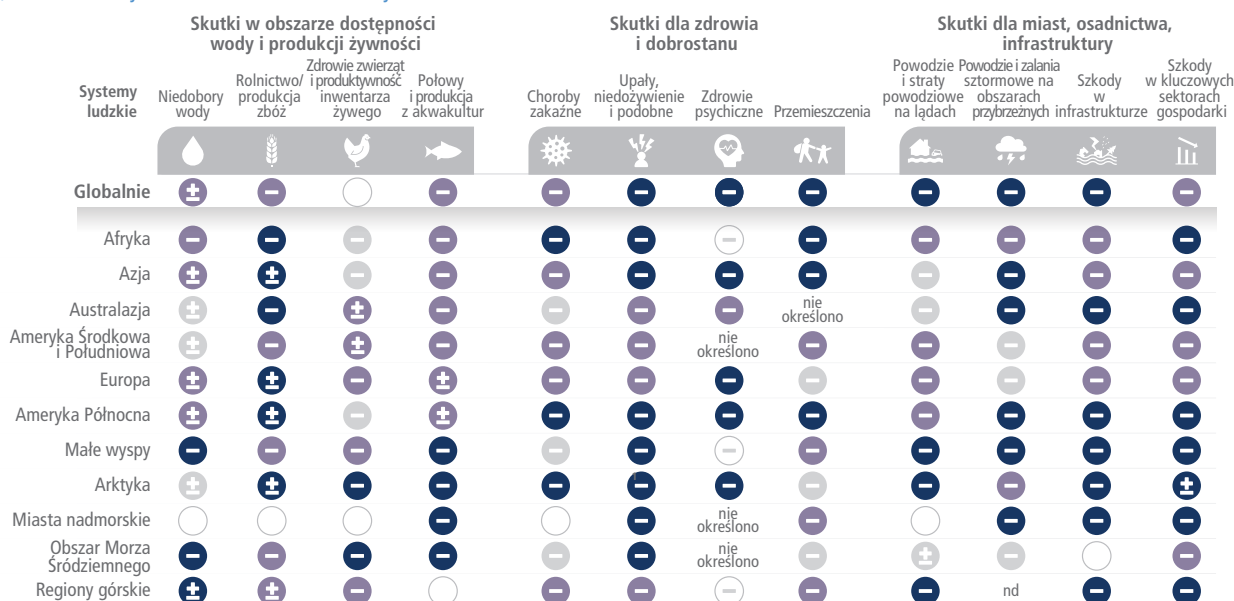 Skutki w obszarze dostępności
wody i produkcji żywności
Skutki dla zdrowia
i dobrostanu
Skutki dla miast, osadnictwa,
infrastruktury
Systemy
ludzkie
Niedobory
wody
Rolnictwo/
produkcja
zbóż
Zdrowie zwierząt
i produktywność
inwentarza
żywego
Połowy
i produkcja
z akwakultur
Choroby
zakaźne
Upały,
niedożywienie
i podobne
Zdrowie
psychiczne
Przemieszczenia
Powodzie
i straty
powodziowe
na lądach
Powodzie i zalania
sztormowe na
obszarach
przybrzeżnych
Szkody
w
infrastrukturze
Szkody
w kluczowych
sektorach
gospodarki
Globalnie
Afryka
Azja
Australazja
nie
określono
Ameryka Środkowa
i Południowa
nie
określono
Europa
Ameryka Północna
Małe wyspy
Arktyka
Miasta nadmorskie
nie
określono
Obszar Morza
Śródziemnego
nie
określono
Regiony górskie
nd